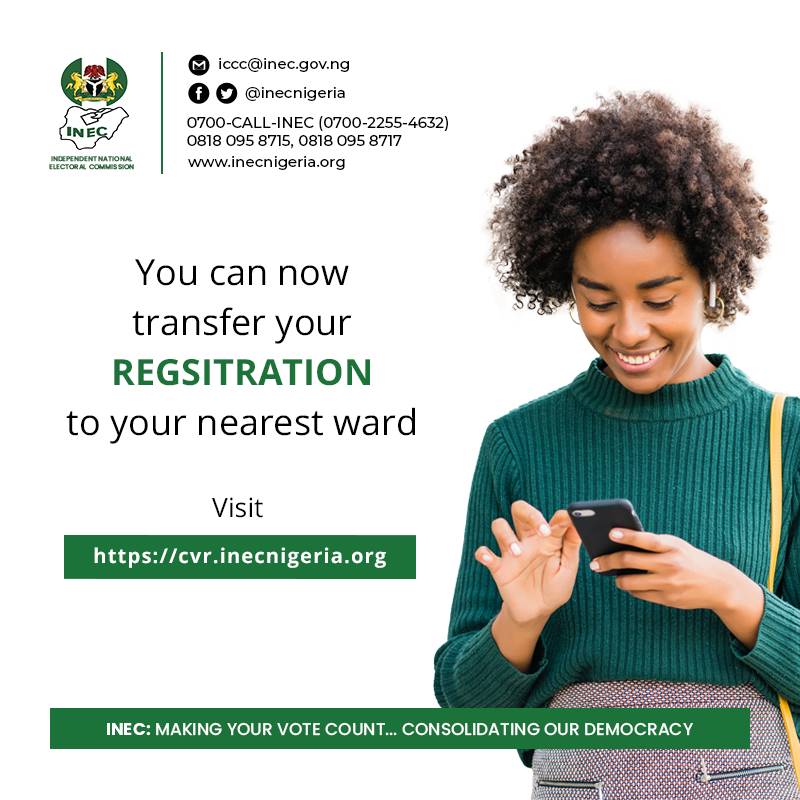 INEC
INDEPENDENT NATIONAL
ELECTORAL COMMISSION
iccc@inec.gov.ng
@inecnigeria
0700-CALL-INEC (0700-2255-4632)
0818 095 8715, 0818 095 8717
www.inecnigeria.org
You can now
transfer your
REGSITRATION
to your nearest ward
Visit
https://cvr.inecnigeria.org
INEC: MAKING YOUR VOTE COUNT... CONSOLIDATING OUR DEMOCRACY